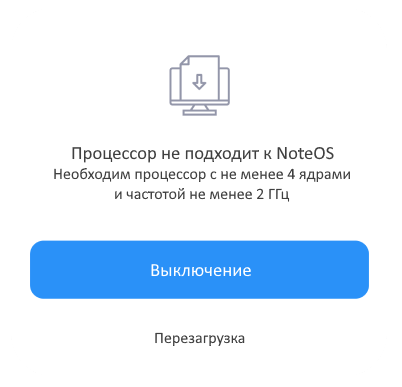 Процессор не подходит к NoteOS
Необходим процессор с не менее 4 ядрами
и частотой не менее 2 ГГц
Выключение
Перезагрузка